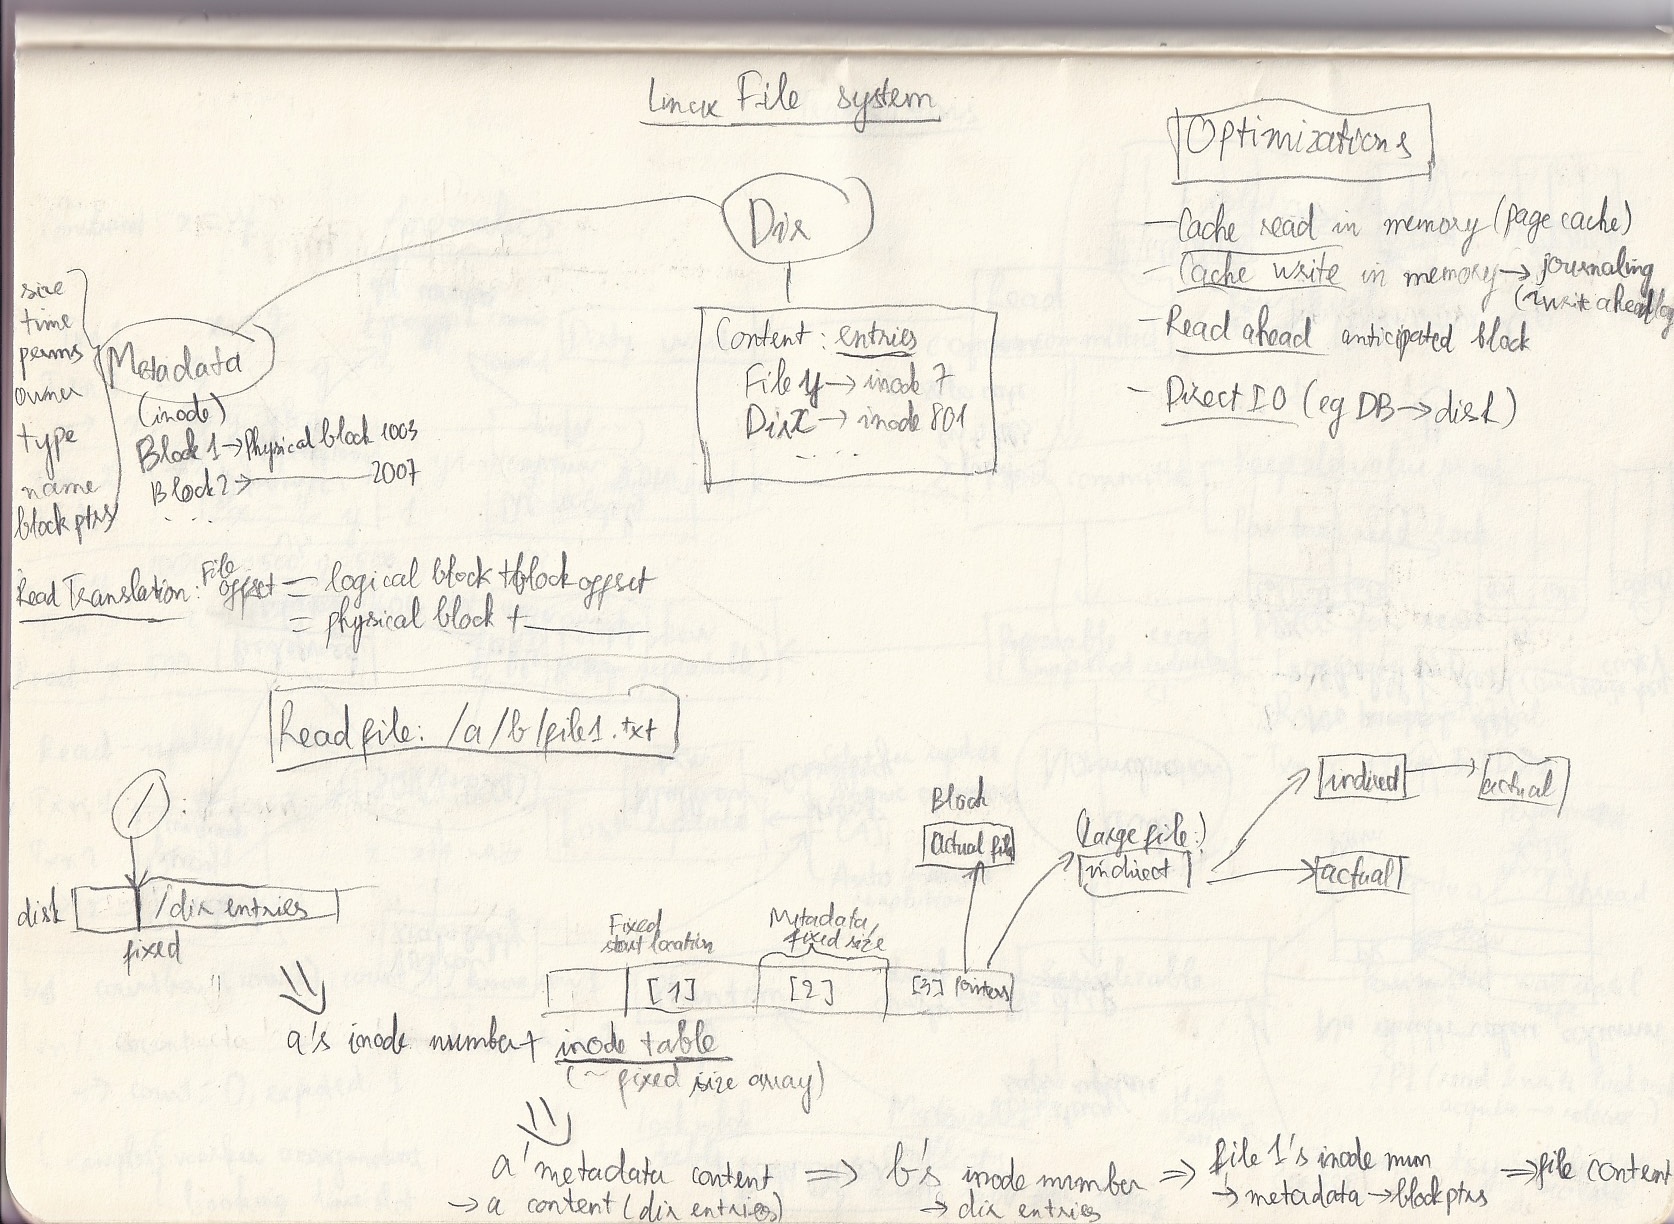 Linux File system
Optimizations
- Cache read in memory (page cache)
- Cache write in memory → journaling
(~write ahead log
- Read ahead anticipated block
- Direct IO (eg DB → disk)
Dir
Content : entries
File y → inode 7
Dir x → inode 801
. . . .
size
time
perms
owner
type
name
block ptrs
Metadata
(inode)
Block 1 → Physical block 1003
Block 2 → 2007
. . .
Read Translation : File offset = logical block + block offset
= physical block +
Read file: /a/b/file1.txt
/ :
disk
/dir entries
fixed
Block
Actual file
(Large file:)
indirect
indirect
actual
actual
Fixed
start location
Metadata,
fixed size
[1] [2] [3] pointers
a's inode number + inode table
(~ fixed size array)
a' metadata content ⇒ b's inode number ⇒ file 1's inode num ⇒ file content
→ a content (dir entries) → dir entries → metadata → block ptrs